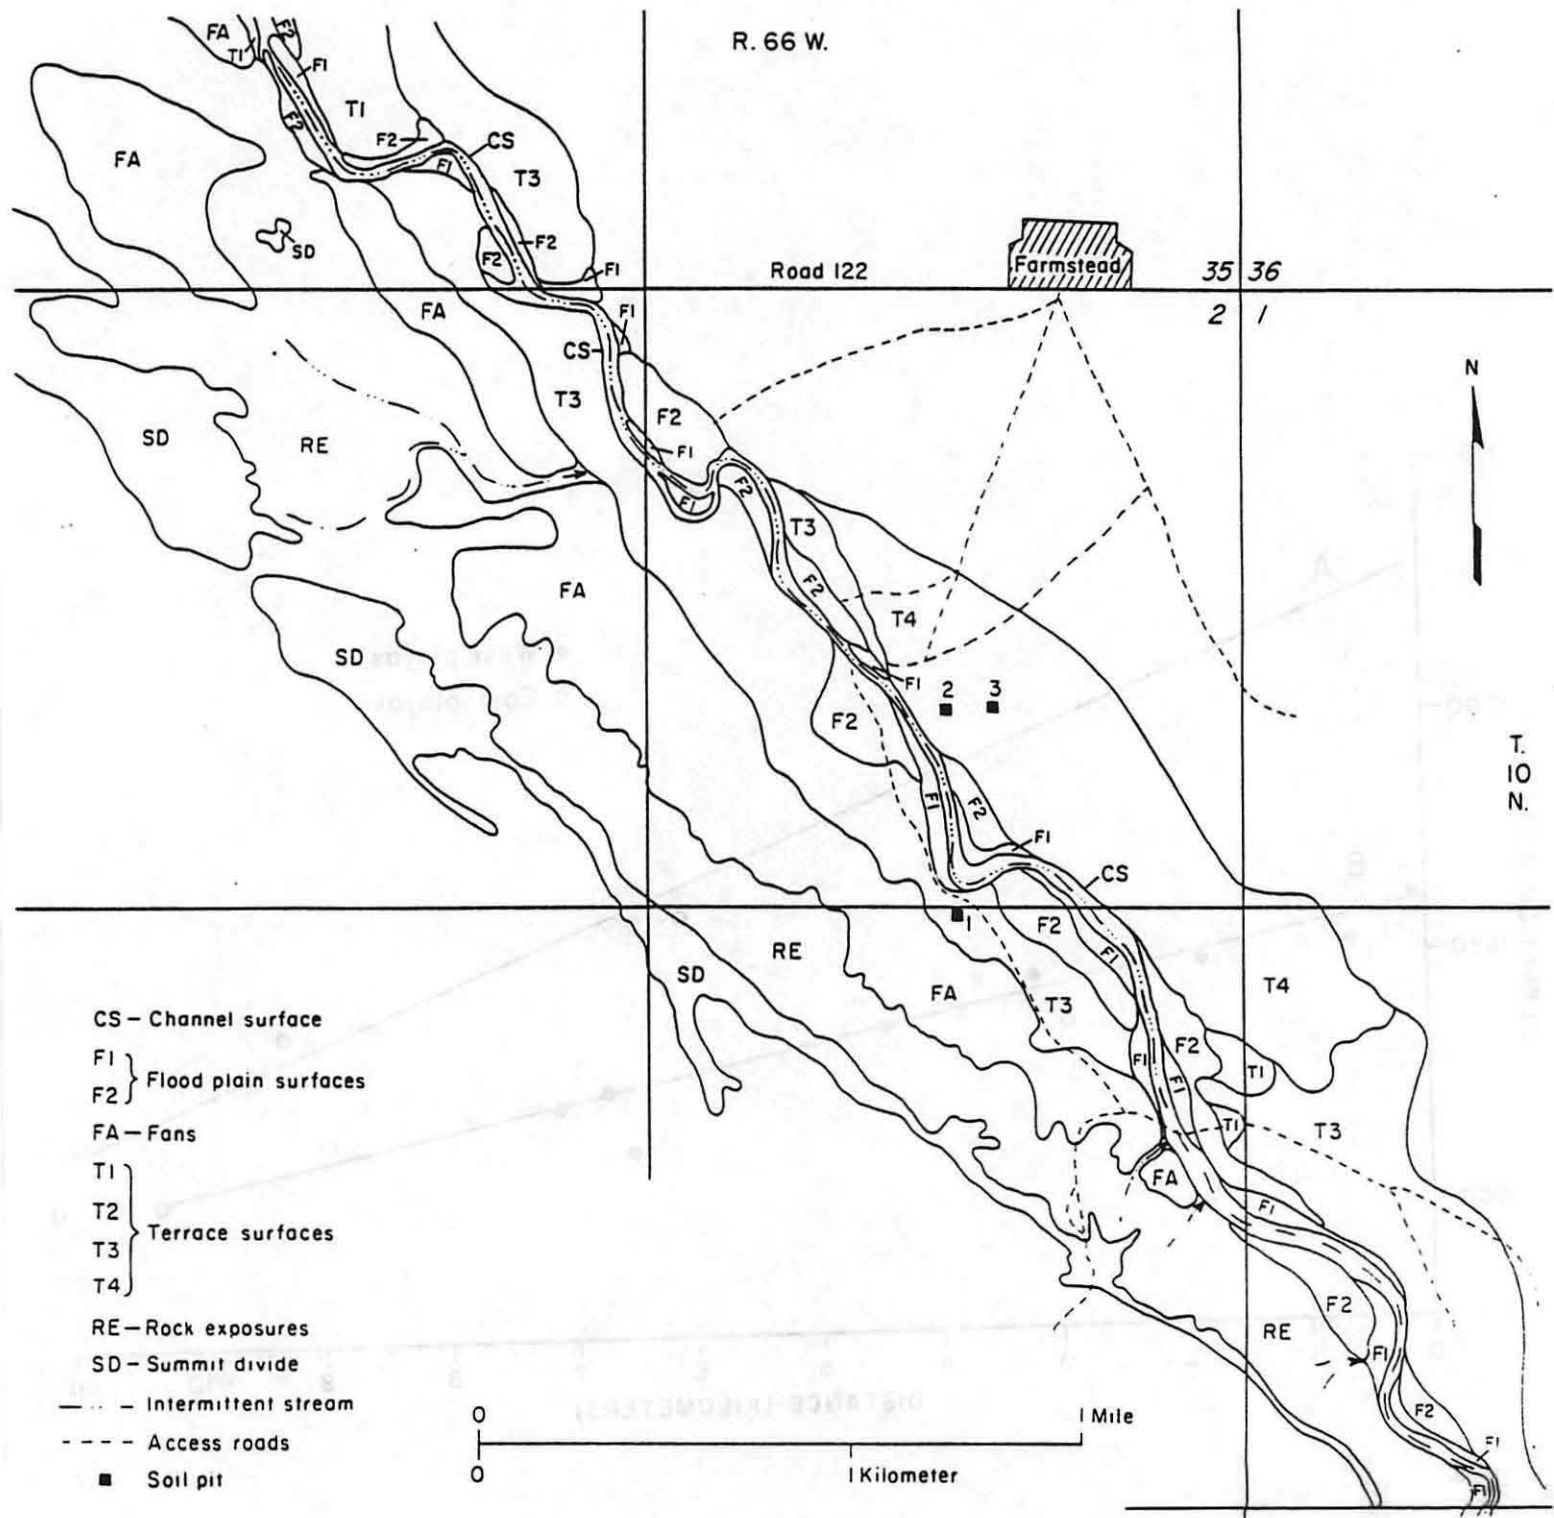 R. 66 W.
FA
T1
F2
F1
T1
F2
F2
CS
F1
T3
FA
SD
F2
F2
F1
Road 122
Farmstead
35 36
2 1
FA
F1
CS
N
T3
F2
SD
RE
F1
F2
F1
T3
FA
F2
T4
SD
F1
2
3
F2
T.
10
N.
F1
F2
F1
CS
1
F2
RE
F1
SD
FA
T3
T4
F2
F1
T1
F1
T1
T3
FA
F1
F2
RE
F1
F2
F1
F1
CS – Channel surface
F1
F2
Flood plain surfaces
FA – Fans
T1
T2
T3
T4
Terrace surfaces
RE – Rock exposures
SD – Summit divide
Intermittent stream
Access roads
Soil pit
0
1 Mile
0
1 Kilometer